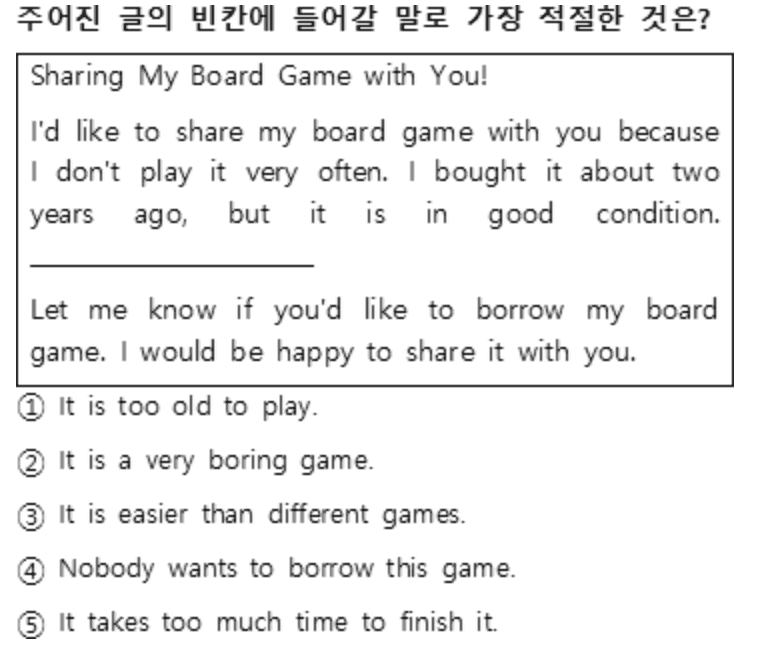 주어진 글의 빈칸에 들어갈 말로 가장 적절한 것은?
Sharing My Board Game with You!
I'd like to share my board game with you because
I don't play it very often. I bought it about two
years ago, but it is in good condition.
Let me know if you'd like to borrow my board
game. I would be happy to share it with you.
① It is too old to play.
② It is a very boring game.
③ It is easier than different games.
④ Nobody wants to borrow this game.
⑤ It takes too much time to finish it.